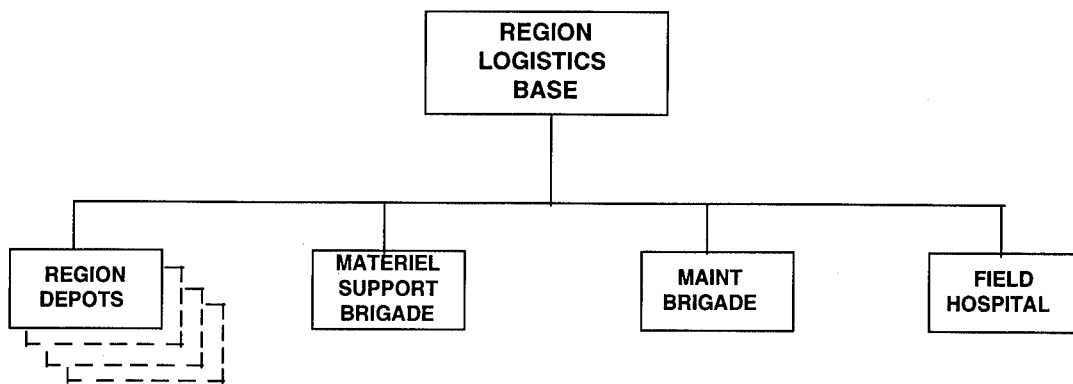 REGION
LOGISTICS
BASE
REGION
DEPOTS
MATERIEL
SUPPORT
BRIGADE
MAINT
BRIGADE
FIELD
HOSPITAL